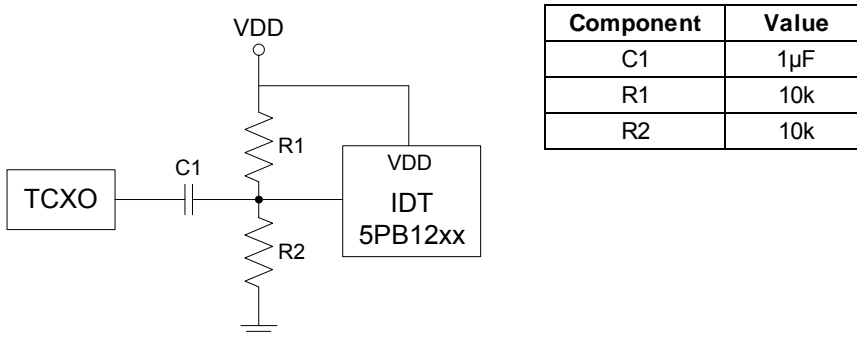 VDD
R1
C1
TCXO
VDD
IDT
5PB12xx
R2
Component Value
C1 1µF
R1 10k
R2 10k